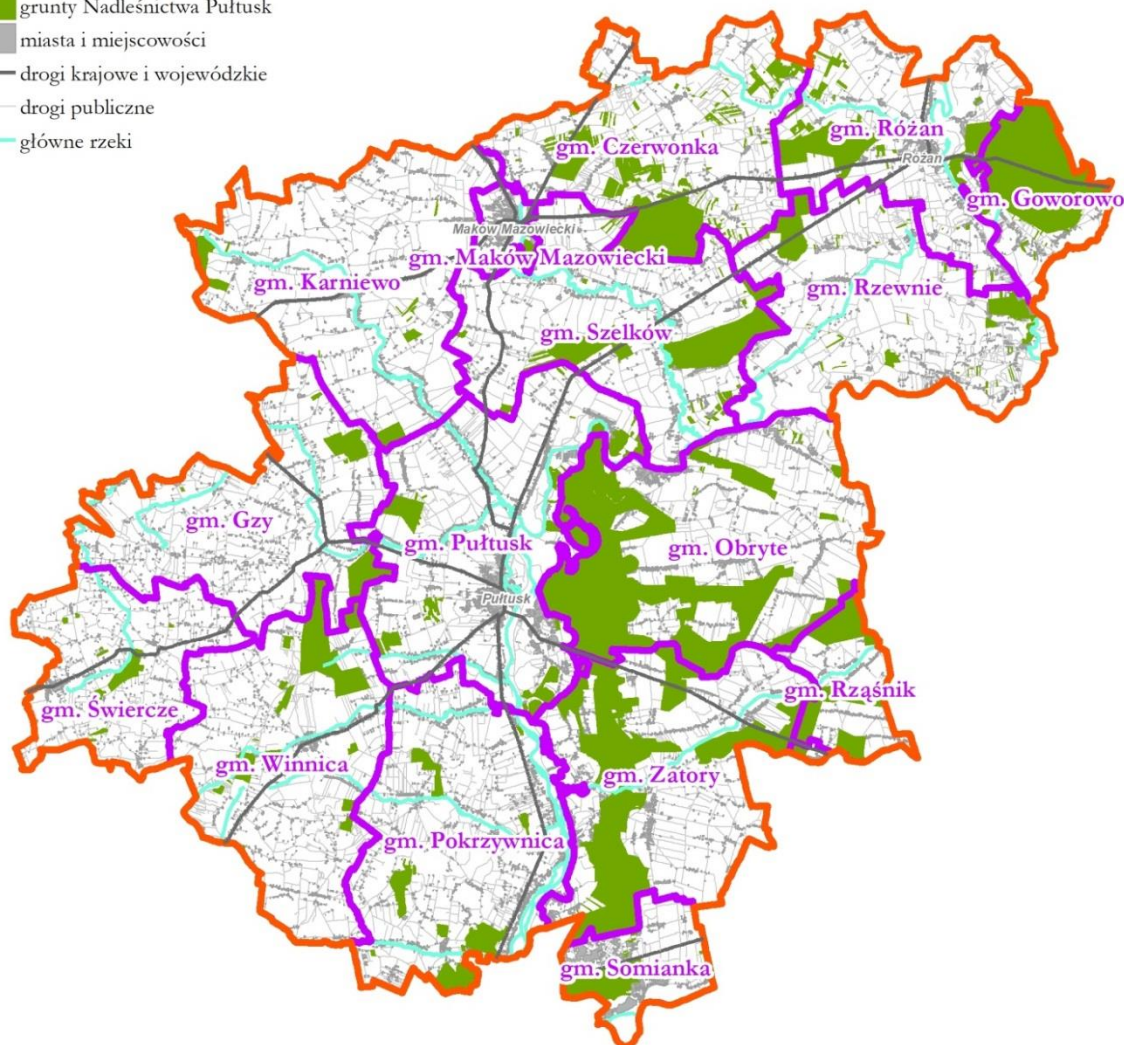 grunty Nadleśnictwa Pułtusk
miasta i miejscowości
drogi krajowe i wojewódzkie
drogi publiczne
główne rzeki
gm. Różan
gm. Czerwonka
Różan
gm. Goworowo
Maków Mazowiecki
gm. Maków Mazowiecki
gm. Karniewo
gm. Rzewnie
gm. Szelków
gm. Gzy
gm. Pułtusk
gm. Obryte
Pułtusk
gm. Rząśnik
gm. Świercze
gm. Winnica
gm. Zatory
gm. Pokrzywnica
gm. Somianka